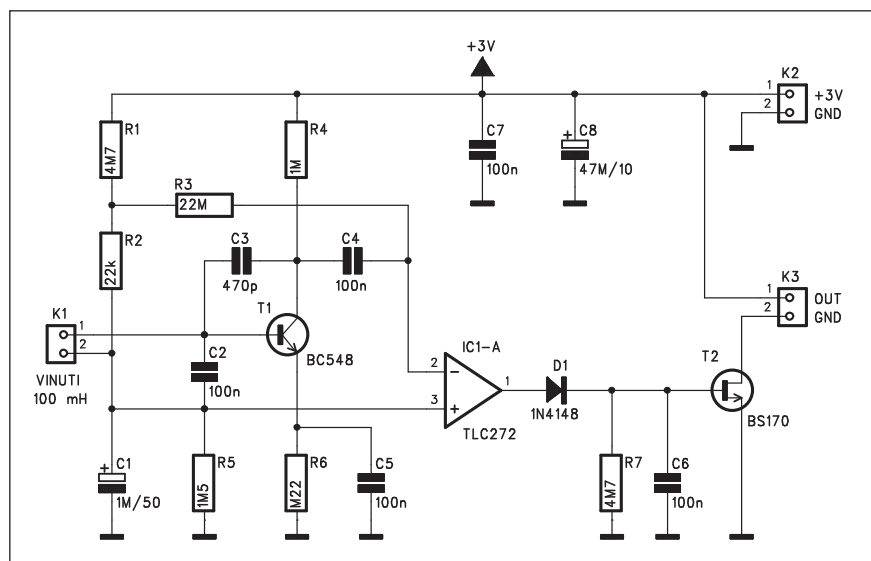 +3V
K2
1
+3V
2
GND
R1
4M7
R4
1M
C7
100n
+
C8
47M/10
R3
22M
R2
22k
C3
470p
C4
100n
K3
1
OUT
2
GND
T1
K1
1
2
VINUTI
100 mH
C2
100n
BC548
IC1-A
2
−
3
+
1
TLC272
D1
1N4148
T2
BS170
+
C1
1M/50
R5
1M5
R6
M22
C5
100n
R7
4M7
C6
100n